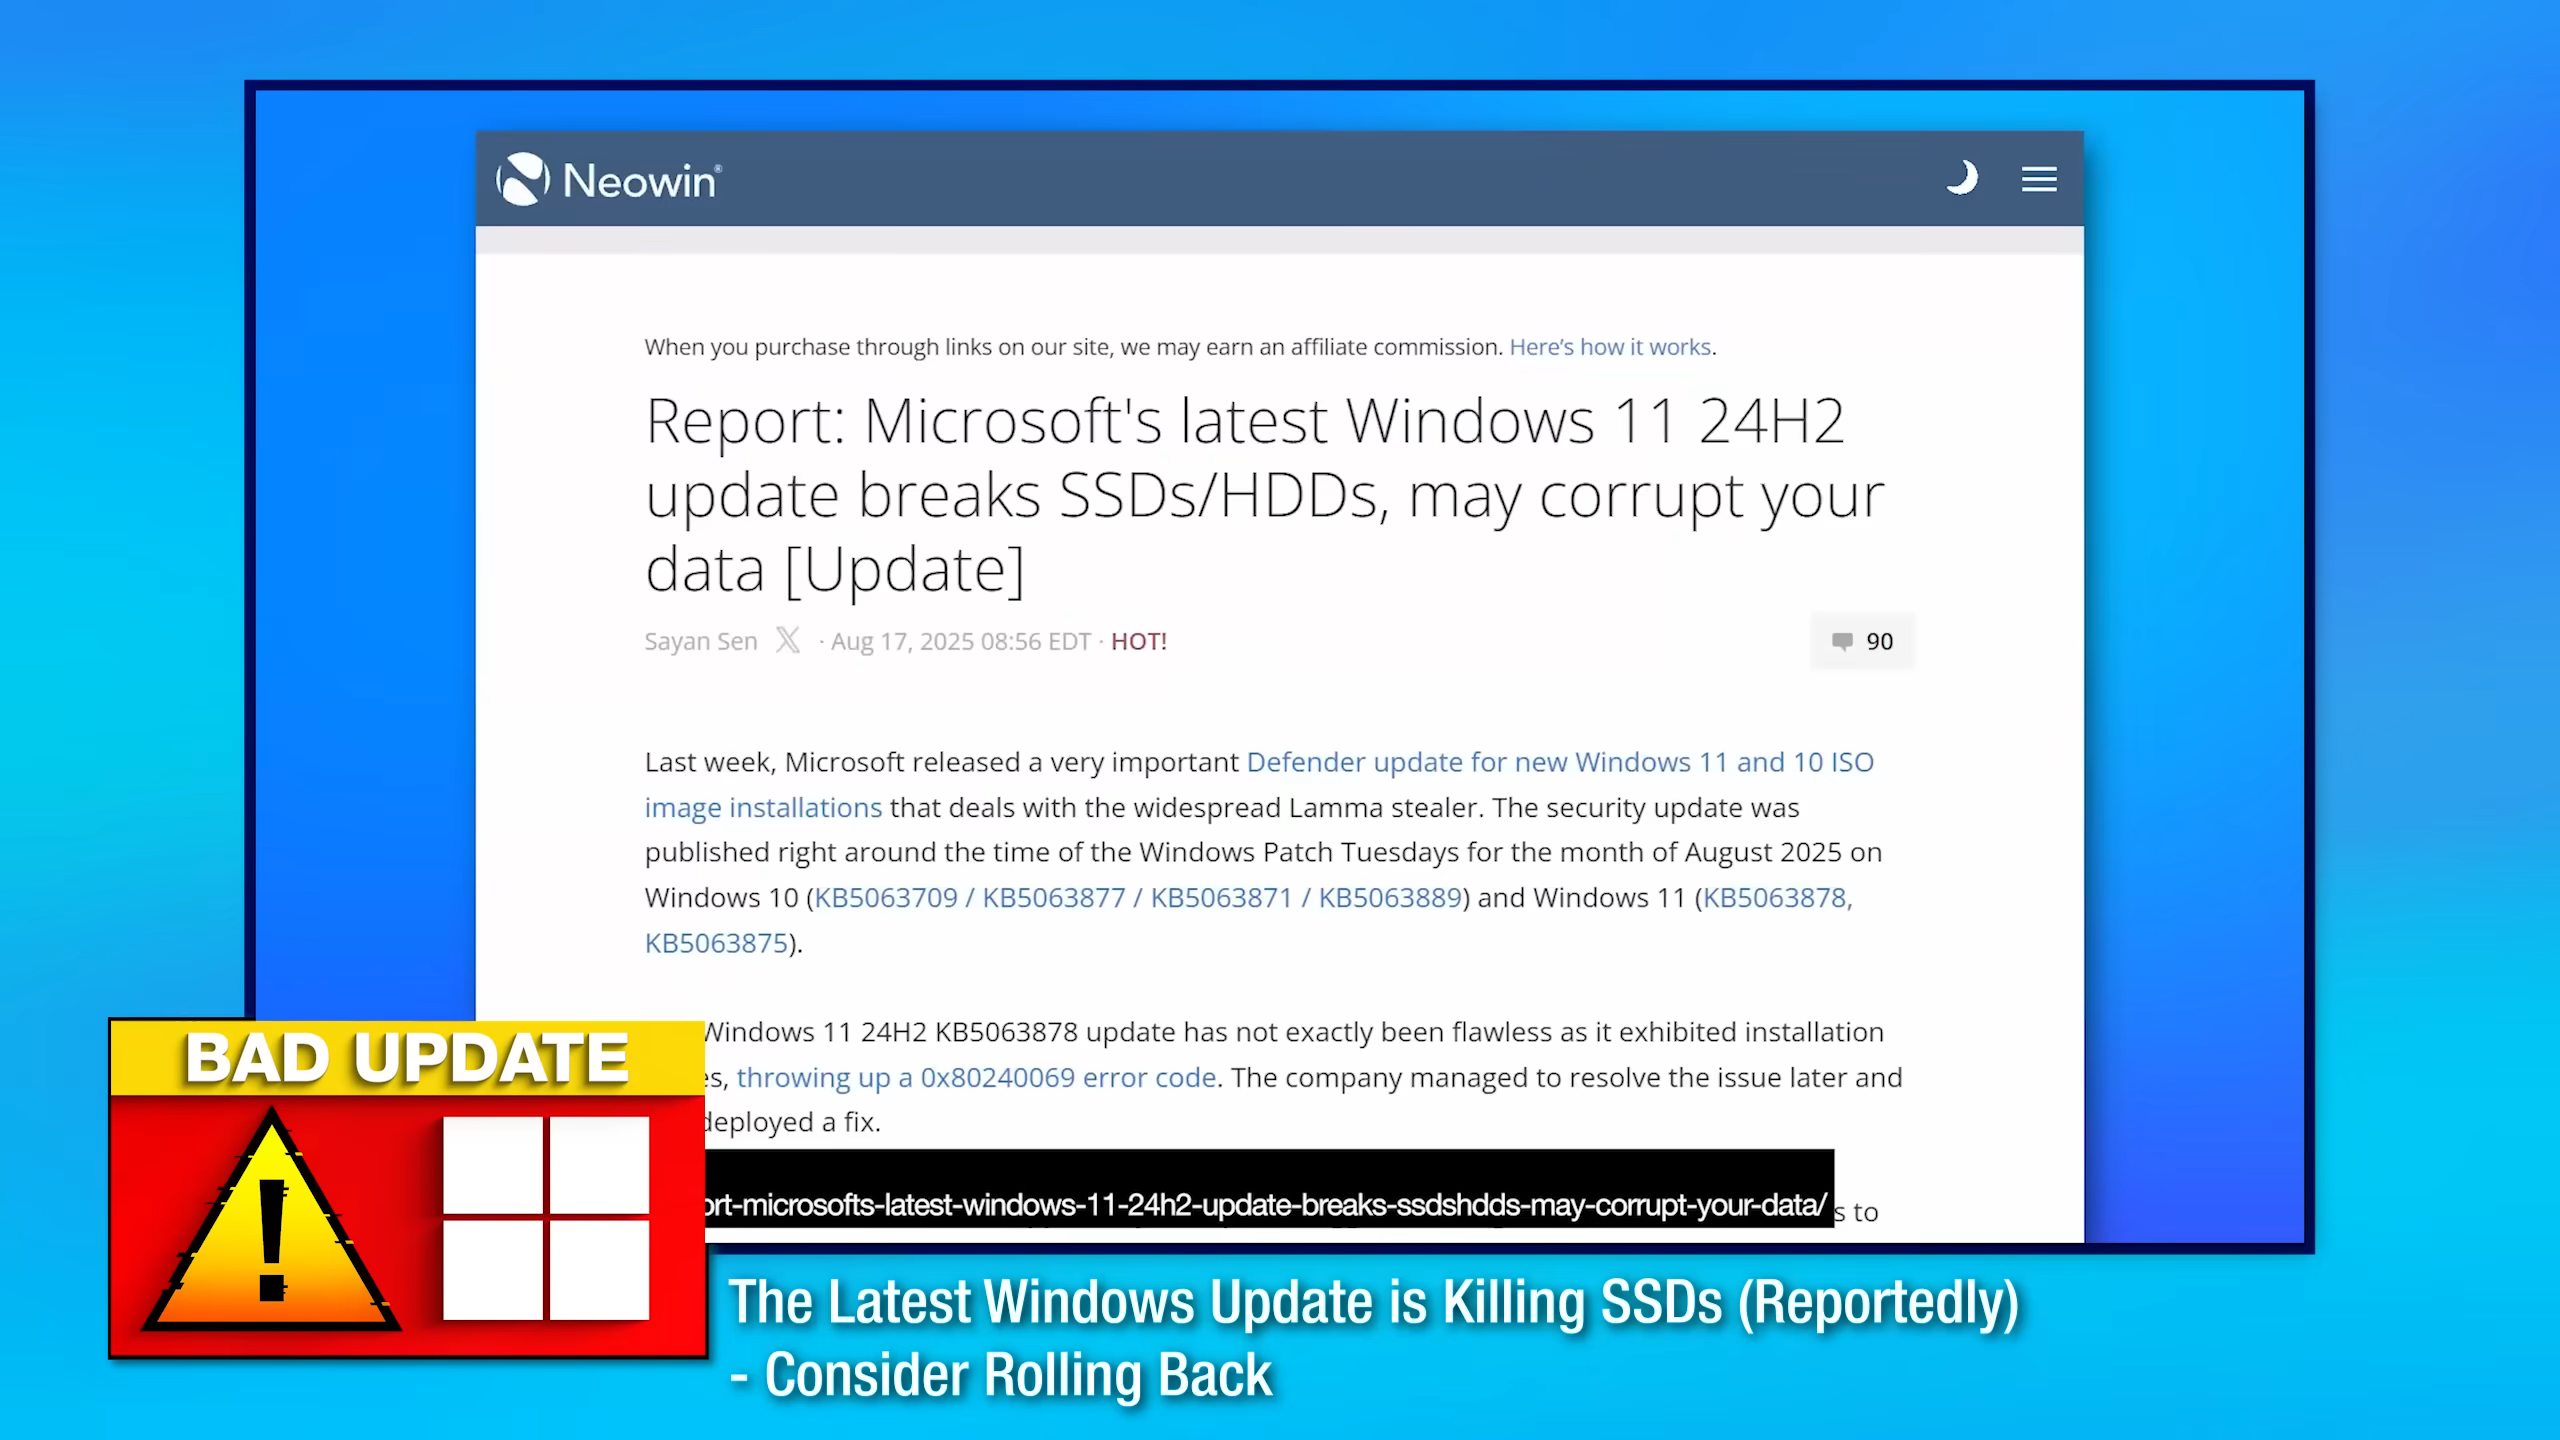 Neowin
When you purchase through links on our site, we may earn an affiliate commission. Here's how it works.
Report: Microsoft's latest Windows 11 24H2
update breaks SSDs/HDDs, may corrupt your
data [Update]
Sayan Sen · Aug 17, 2025 08:56 EDT · HOT!
90
Last week, Microsoft released a very important Defender update for new Windows 11 and 10 ISO
image installations that deals with the widespread Lamma stealer. The security update was
published right around the time of the Windows Patch Tuesdays for the month of August 2025 on
Windows 10 (KB5063709 / KB5063877 / KB5063871 / KB5063889) and Windows 11 (KB5063878,
KB5063875).
Windows 11 24H2 KB5063878 update has not exactly been flawless as it exhibited installation
es, throwing up a 0x80240069 error code. The company managed to resolve the issue later and
deployed a fix.
ort-microsofts-latest-windows-11-24h2-update-breaks-ssdshdds-may-corrupt-your-data/
s to
BAD UPDATE
!
The Latest Windows Update is Killing SSDs (Reportedly)
- Consider Rolling Back